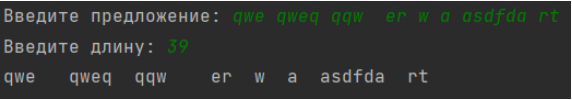 Введите предложение: qwe qweq qqw  er w a asdfda rt
Введите длину: 39
qwe   qweq  qqw    er  w  a  asdfda  rt